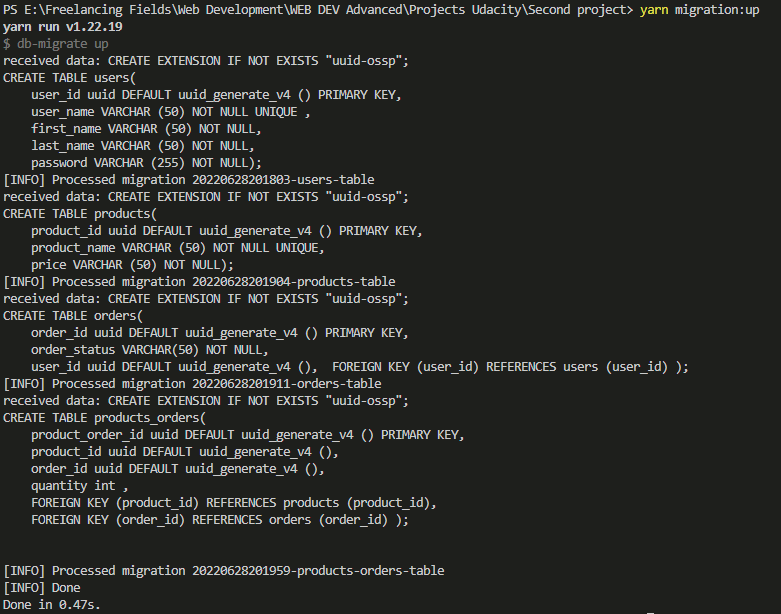 PS E:\Freelancing Fields\Web Development\WEB DEV Advanced\Projects Udacity\Second project> yarn migration:up
yarn run v1.22.19
$ db-migrate up
received data: CREATE EXTENSION IF NOT EXISTS "uuid-ossp";
CREATE TABLE users(
    user_id uuid DEFAULT uuid_generate_v4 () PRIMARY KEY,
    user_name VARCHAR (50) NOT NULL UNIQUE ,
    first_name VARCHAR (50) NOT NULL,
    last_name VARCHAR (50) NOT NULL,
    password VARCHAR (255) NOT NULL);
[INFO] Processed migration 20220628201803-users-table
received data: CREATE EXTENSION IF NOT EXISTS "uuid-ossp";
CREATE TABLE products(
    product_id uuid DEFAULT uuid_generate_v4 () PRIMARY KEY,
    product_name VARCHAR (50) NOT NULL UNIQUE,
    price VARCHAR (50) NOT NULL);
[INFO] Processed migration 20220628201904-products-table
received data: CREATE EXTENSION IF NOT EXISTS "uuid-ossp";
CREATE TABLE orders(
    order_id uuid DEFAULT uuid_generate_v4 () PRIMARY KEY,
    order_status VARCHAR(50) NOT NULL,
    user_id uuid DEFAULT uuid_generate_v4 (),  FOREIGN KEY (user_id) REFERENCES users (user_id) );
[INFO] Processed migration 20220628201911-orders-table
received data: CREATE EXTENSION IF NOT EXISTS "uuid-ossp";
CREATE TABLE products_orders(
    product_order_id uuid DEFAULT uuid_generate_v4 () PRIMARY KEY,
    product_id uuid DEFAULT uuid_generate_v4 (),
    order_id uuid DEFAULT uuid_generate_v4 (),
    quantity int ,
    FOREIGN KEY (product_id) REFERENCES products (product_id),
    FOREIGN KEY (order_id) REFERENCES orders (order_id) );
[INFO] Processed migration 20220628201959-products-orders-table
[INFO] Done
Done in 0.47s.